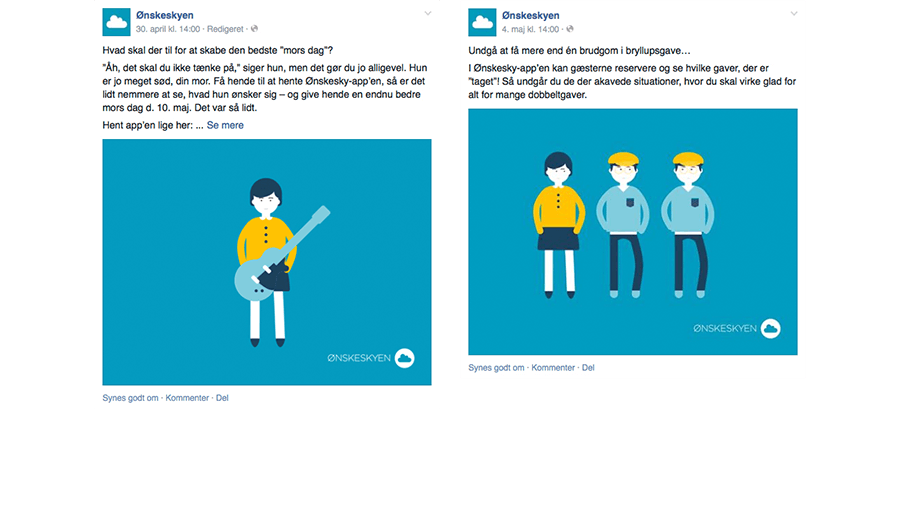 Ønskeskyen
30. april kl. 14:00 · Redigeret ·
Hvad skal der til for at skabe den bedste "mors dag"?
"Åh, det skal du ikke tænke på," siger hun, men det gør du jo alligevel. Hun
er jo meget sød, din mor. Få hende til at hente Ønskesky-app'en, så er det
lidt nemmere at se, hvad hun ønsker sig – og give hende en endnu bedre
mors dag d. 10. maj. Det var så lidt.
Hent app'en lige her: ... Se mere
ØNSKESKYEN
Synes godt om · Kommenter · Del
Ønskeskyen
4. maj kl. 14:00 ·
Undgå at få mere end én brudgom i bryllupsgave…
I Ønskesky-app'en kan gæsterne reservere og se hvilke gaver, der er
"taget"! Så undgår du de der akavede situationer, hvor du skal virke glad for
alt for mange dobbeltgaver.
ØNSKESKYEN
Synes godt om · Kommenter · Del